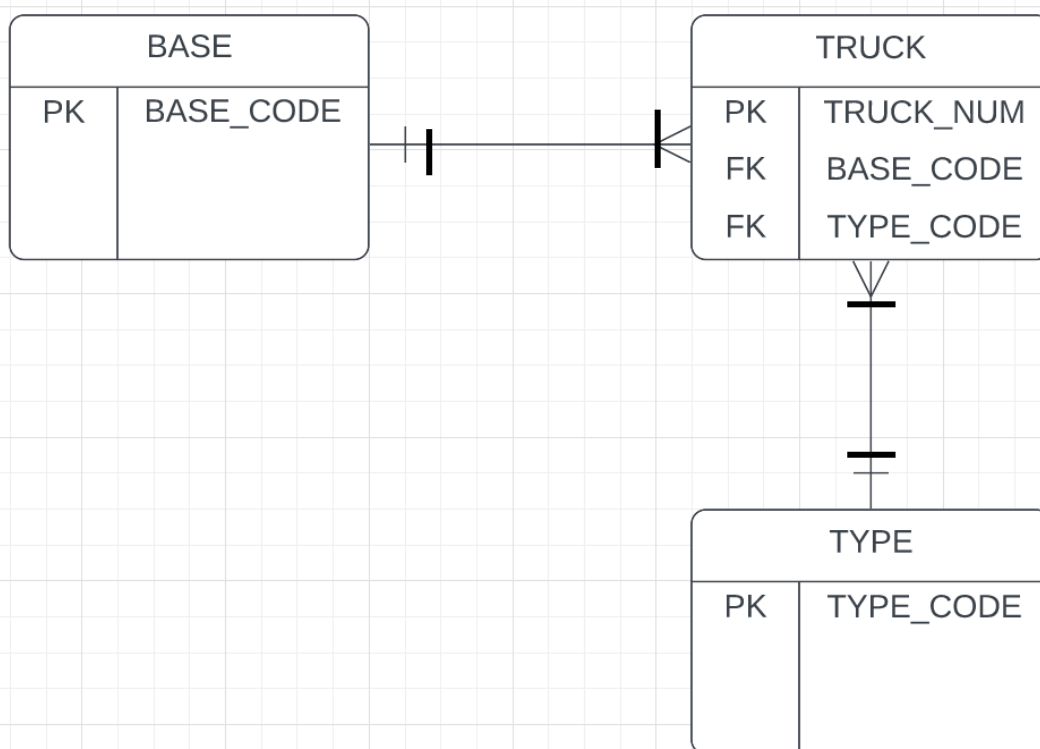 BASE
PK BASE_CODE
TRUCK
PK TRUCK_NUM
FK BASE_CODE
FK TYPE_CODE
TYPE
PK TYPE_CODE